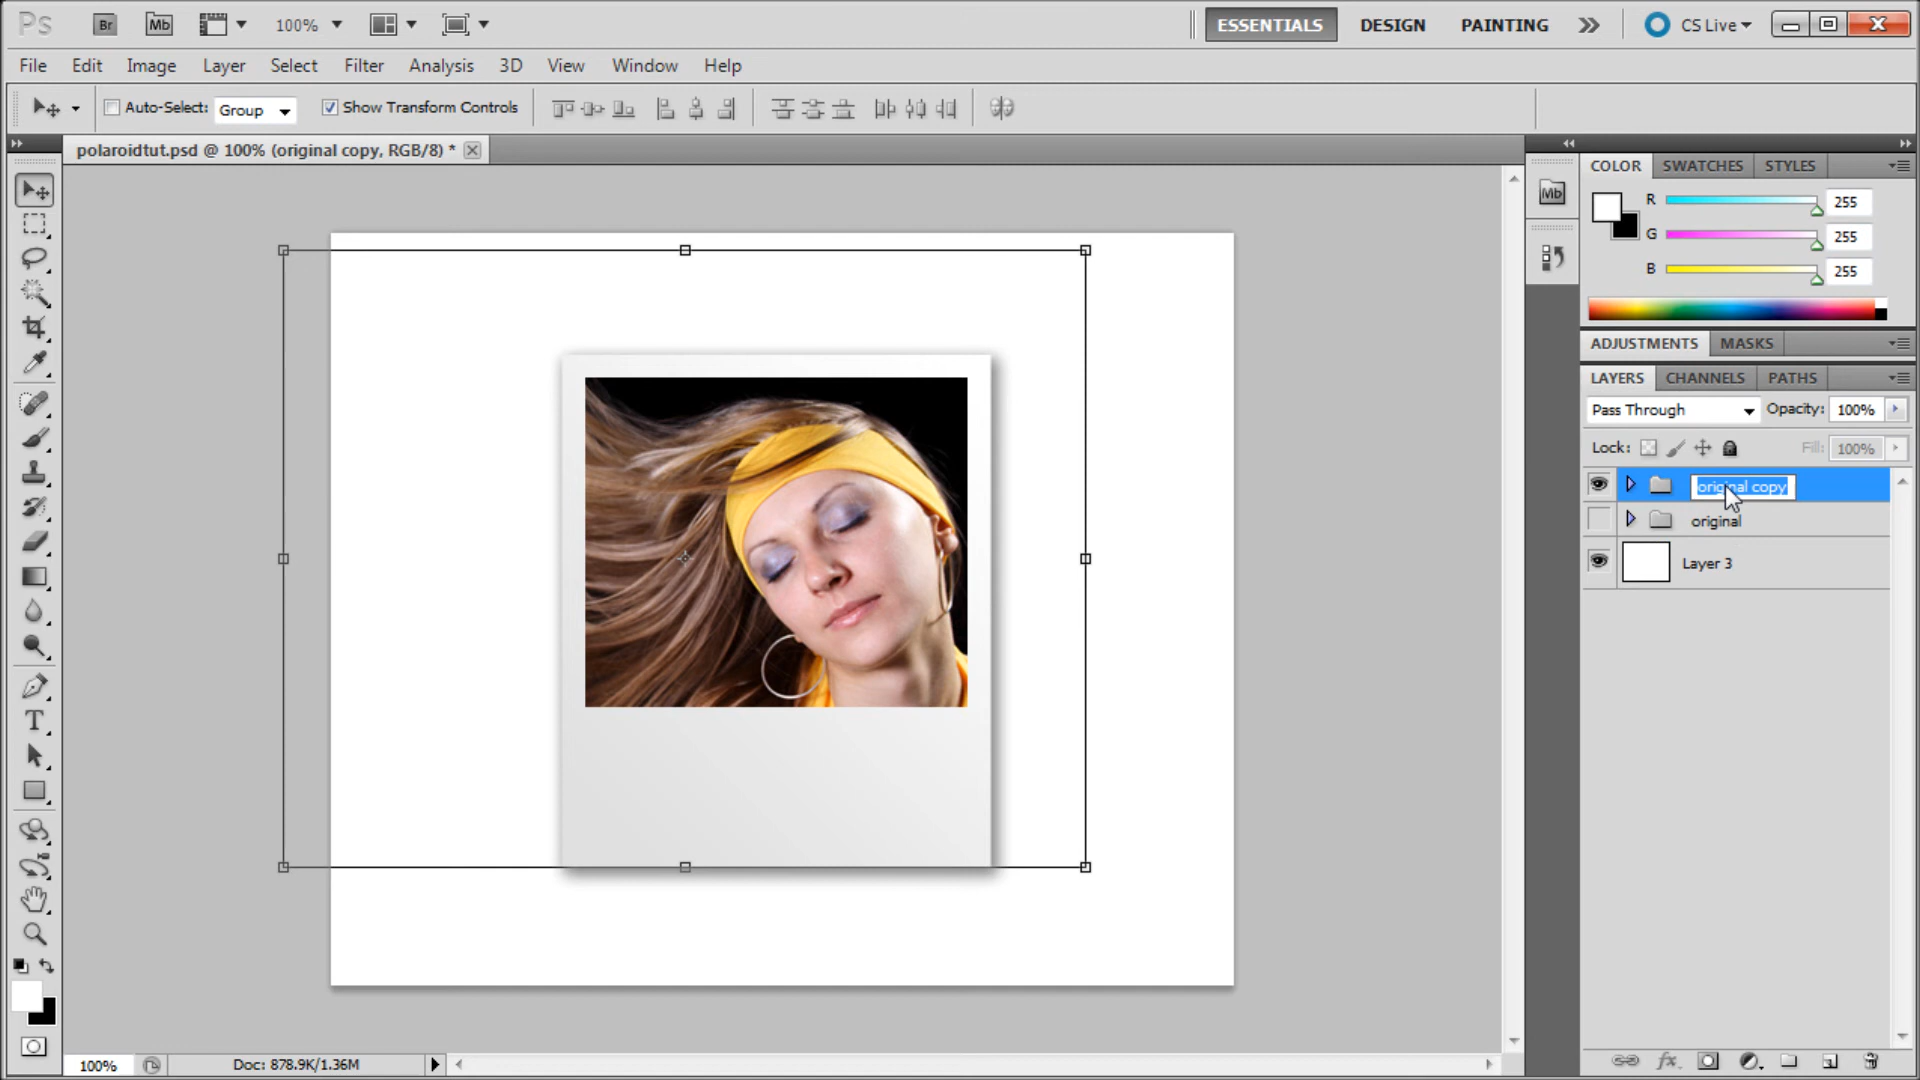 Ps Br Mb 100% ESSENTIALS DESIGN PAINTING CS Live
File Edit Image Layer Select Filter Analysis 3D View Window Help
Auto-Select: Group Show Transform Controls
polaroidtut.psd @ 100% (original copy, RGB/8) *
Mb
COLOR SWATCHES STYLES
R 255
G 255
B 255
ADJUSTMENTS MASKS
LAYERS CHANNELS PATHS
Pass Through Opacity: 100%
Lock: Fill: 100%
original copy
original
Layer 3
T
fx
100% Doc: 878.9K/1.36M